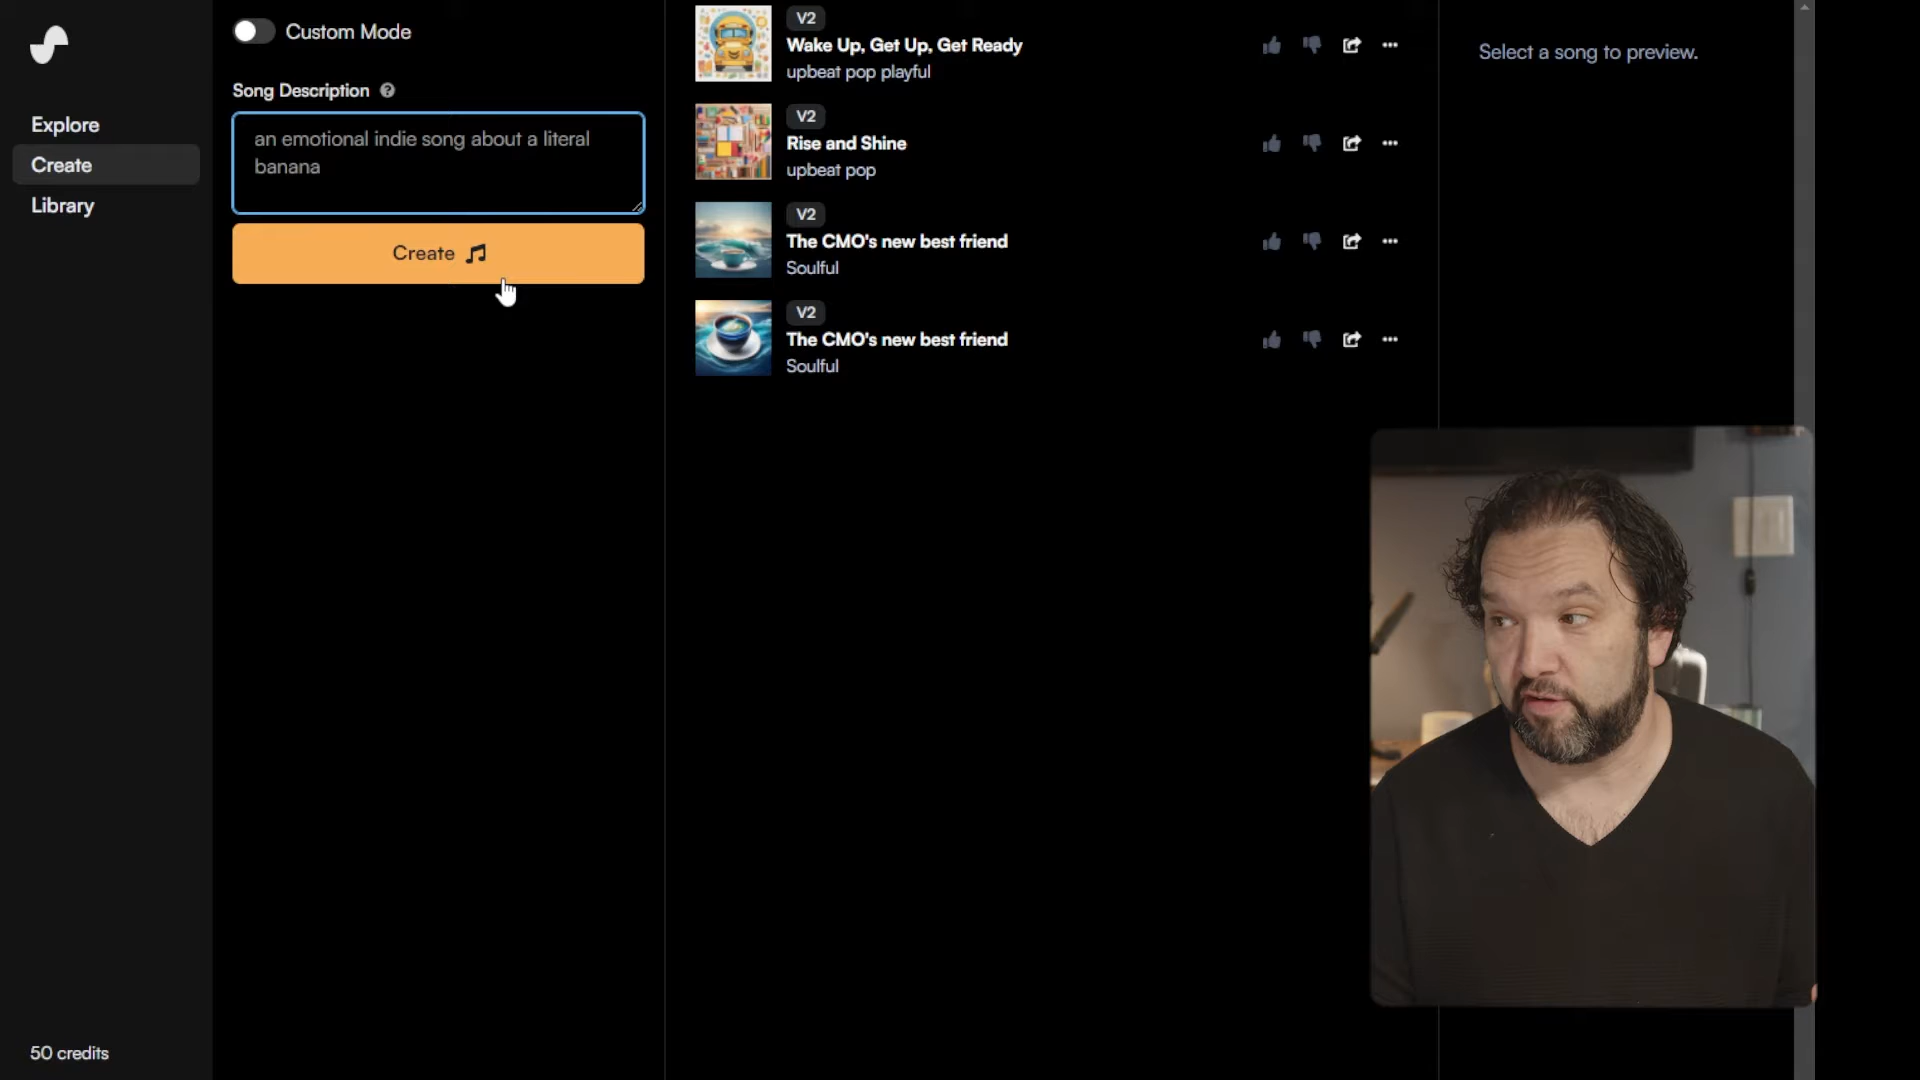 Explore
Create
Library
50 credits
Custom Mode
Song Description
an emotional indie song about a literal
banana
Create
V2
Wake Up, Get Up, Get Ready
upbeat pop playful
V2
Rise and Shine
upbeat pop
V2
The CMO's new best friend
Soulful
V2
The CMO's new best friend
Soulful
Select a song to preview.